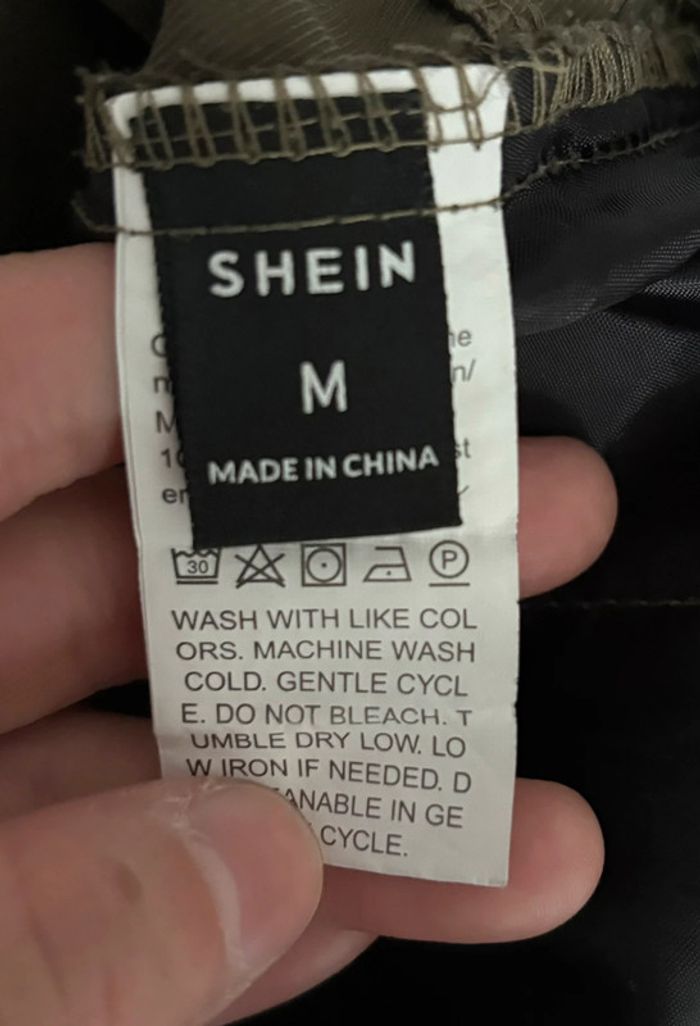 SHEIN
M
MADE IN CHINA
30
P
WASH WITH LIKE COL
ORS. MACHINE WASH
COLD. GENTLE CYCL
E. DO NOT BLEACH. T
UMBLE DRY LOW. LO
W IRON IF NEEDED. D
ANABLE IN GE
CYCLE.